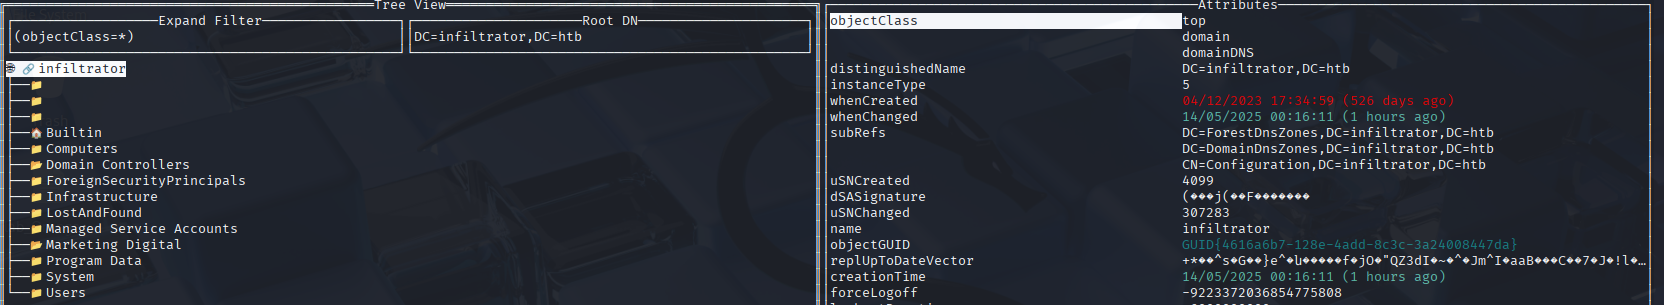 Tree View
Expand Filter
Root DN
(objectClass=*)
DC=infiltrator,DC=htb
infiltrator
Builtin
Computers
Domain Controllers
ForeignSecurityPrincipals
Infrastructure
LostAndFound
Managed Service Accounts
Marketing Digital
Program Data
System
Users
Attributes
objectClass top
domain
domainDNS
distinguishedName DC=infiltrator,DC=htb
instanceType 5
whenCreated 04/12/2023 17:34:59 (526 days ago)
whenChanged 14/05/2025 00:16:11 (1 hours ago)
subRefs DC=ForestDnsZones,DC=infiltrator,DC=htb
DC=DomainDnsZones,DC=infiltrator,DC=htb
CN=Configuration,DC=infiltrator,DC=htb
uSNCreated 4099
dSASignature (���j(��F�������
uSNChanged 307283
name infiltrator
objectGUID GUID{4616a6b7-128e-4add-8c3c-3a24008447da}
replUpToDateVector
creationTime 14/05/2025 00:16:11 (1 hours ago)
forceLogoff -9223372036854775808